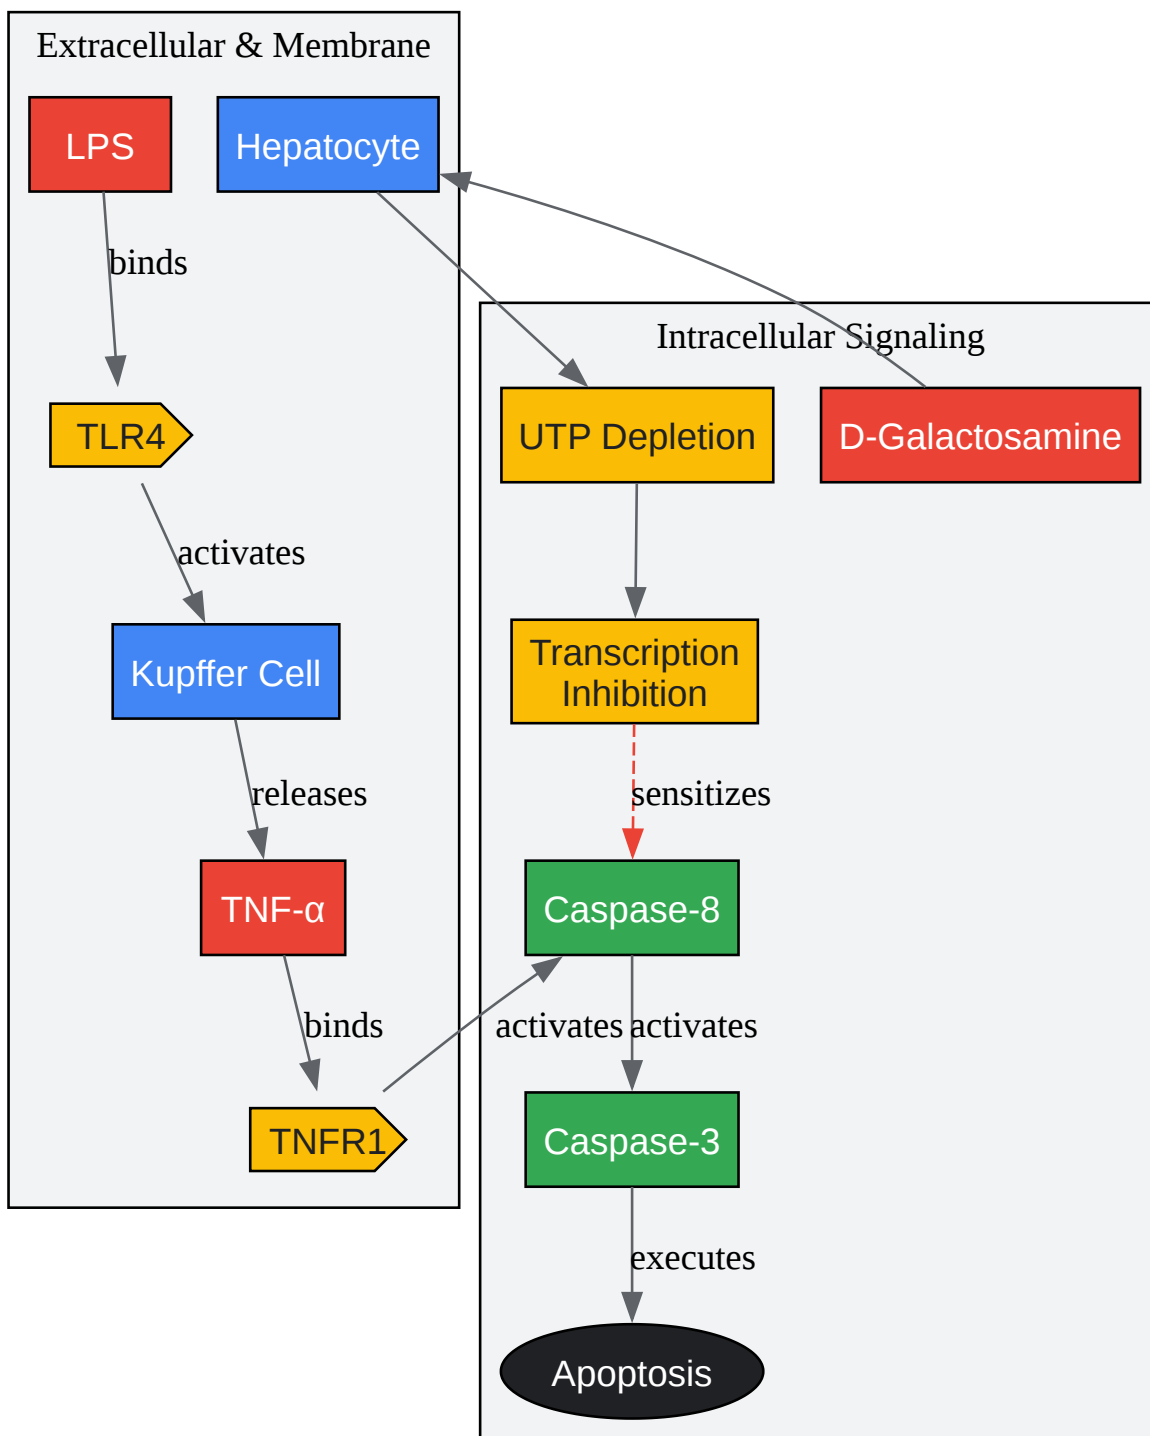 Extracellular & Membrane
LPS
Hepatocyte
binds
Intracellular Signaling
TLR4
UTP Depletion
D-Galactosamine
activates
Kupffer Cell
Transcription
Inhibition
releases
sensitizes
TNF-α
Caspase-8
binds
activates
activates
TNFR1
Caspase-3
executes
Apoptosis